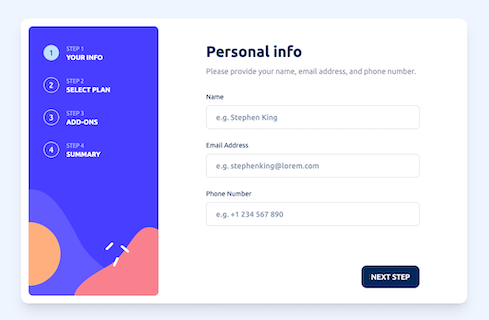 1
STEP 1
YOUR INFO
2
STEP 2
SELECT PLAN
3
STEP 3
ADD-ONS
4
STEP 4
SUMMARY
Personal info
Please provide your name, email address, and phone number.
Name
e.g. Stephen King
Email Address
e.g. stephenking@lorem.com
Phone Number
e.g. +1 234 567 890
NEXT STEP